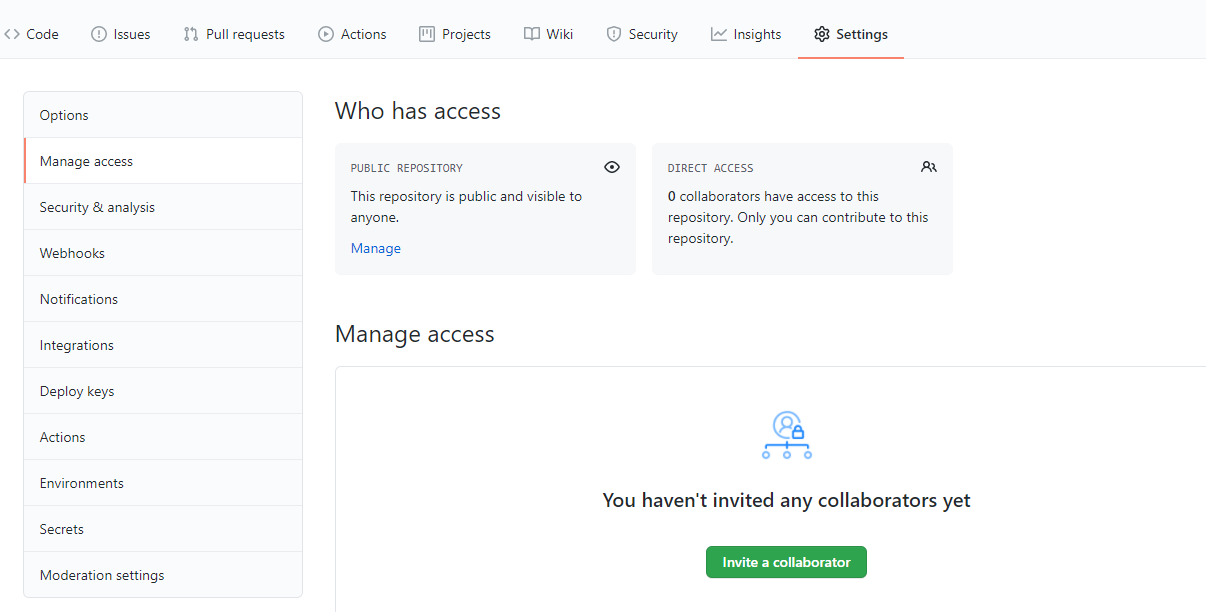 Code Issues Pull requests Actions Projects Wiki Security Insights Settings
Options
Manage access
Security & analysis
Webhooks
Notifications
Integrations
Deploy keys
Actions
Environments
Secrets
Moderation settings
Who has access
PUBLIC REPOSITORY
This repository is public and visible to
anyone.
Manage
DIRECT ACCESS
0 collaborators have access to this
repository. Only you can contribute to this
repository.
Manage access
You haven't invited any collaborators yet
Invite a collaborator